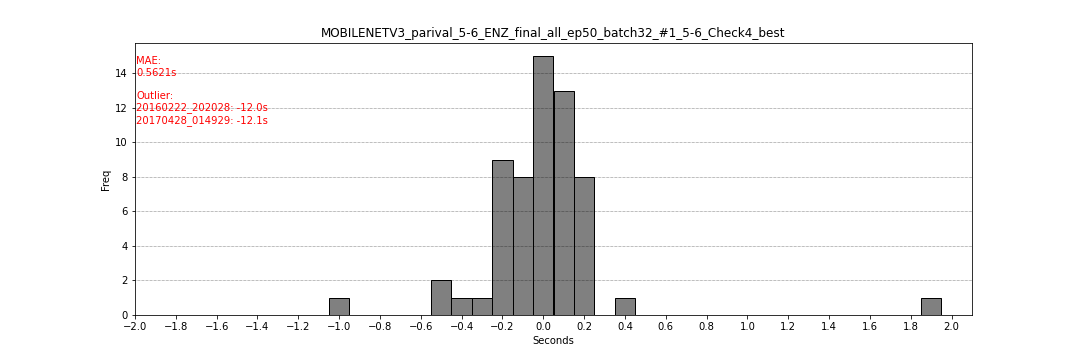 MOBILENETV3_parival_5-6_ENZ_final_all_ep50_batch32_#1_5-6_Check4_best
MAE:
0.5621s
Outlier:
20160222_202028: -12.0s
20170428_014929: -12.1s
Freq
14
12
10
8
6
4
2
0
−2.0 −1.8 −1.6 −1.4 −1.2 −1.0 −0.8 −0.6 −0.4 −0.2 0.0 0.2 0.4 0.6 0.8 1.0 1.2 1.4 1.6 1.8 2.0
Seconds